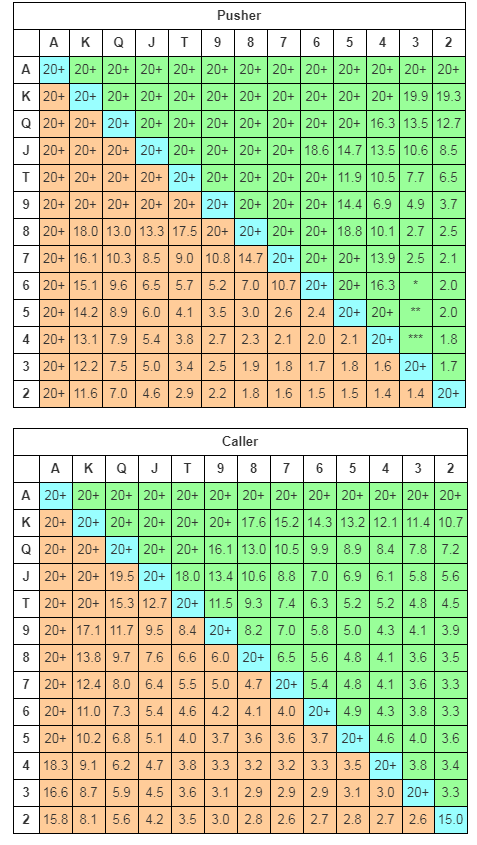 Pusher
A K Q J T 9 8 7 6 5 4 3 2
A 20+ 20+ 20+ 20+ 20+ 20+ 20+ 20+ 20+ 20+ 20+ 20+ 20+
K 20+ 20+ 20+ 20+ 20+ 20+ 20+ 20+ 20+ 20+ 20+ 19.9 19.3
Q 20+ 20+ 20+ 20+ 20+ 20+ 20+ 20+ 20+ 20+ 16.3 13.5 12.7
J 20+ 20+ 20+ 20+ 20+ 20+ 20+ 20+ 18.6 14.7 13.5 10.6 8.5
T 20+ 20+ 20+ 20+ 20+ 20+ 20+ 20+ 20+ 11.9 10.5 7.7 6.5
9 20+ 20+ 20+ 20+ 20+ 20+ 20+ 20+ 20+ 14.4 6.9 4.9 3.7
8 20+ 18.0 13.0 13.3 17.5 20+ 20+ 20+ 20+ 18.8 10.1 2.7 2.5
7 20+ 16.1 10.3 8.5 9.0 10.8 14.7 20+ 20+ 20+ 13.9 2.5 2.1
6 20+ 15.1 9.6 6.5 5.7 5.2 7.0 10.7 20+ 20+ 16.3 * 2.0
5 20+ 14.2 8.9 6.0 4.1 3.5 3.0 2.6 2.4 20+ 20+ ** 2.0
4 20+ 13.1 7.9 5.4 3.8 2.7 2.3 2.1 2.0 2.1 20+ *** 1.8
3 20+ 12.2 7.5 5.0 3.4 2.5 1.9 1.8 1.7 1.8 1.6 20+ 1.7
2 20+ 11.6 7.0 4.6 2.9 2.2 1.8 1.6 1.5 1.5 1.4 1.4 20+
Caller
A K Q J T 9 8 7 6 5 4 3 2
A 20+ 20+ 20+ 20+ 20+ 20+ 20+ 20+ 20+ 20+ 20+ 20+ 20+
K 20+ 20+ 20+ 20+ 20+ 20+ 17.6 15.2 14.3 13.2 12.1 11.4 10.7
Q 20+ 20+ 20+ 20+ 20+ 16.1 13.0 10.5 9.9 8.9 8.4 7.8 7.2
J 20+ 20+ 19.5 20+ 18.0 13.4 10.6 8.8 7.0 6.9 6.1 5.8 5.6
T 20+ 20+ 15.3 12.7 20+ 11.5 9.3 7.4 6.3 5.2 5.2 4.8 4.5
9 20+ 17.1 11.7 9.5 8.4 20+ 8.2 7.0 5.8 5.0 4.3 4.1 3.9
8 20+ 13.8 9.7 7.6 6.6 6.0 20+ 6.5 5.6 4.8 4.1 3.6 3.5
7 20+ 12.4 8.0 6.4 5.5 5.0 4.7 20+ 5.4 4.8 4.1 3.6 3.3
6 20+ 11.0 7.3 5.4 4.6 4.2 4.1 4.0 20+ 4.9 4.3 3.8 3.3
5 20+ 10.2 6.8 5.1 4.0 3.7 3.6 3.6 3.7 20+ 4.6 4.0 3.6
4 18.3 9.1 6.2 4.7 3.8 3.3 3.2 3.2 3.3 3.5 20+ 3.8 3.4
3 16.6 8.7 5.9 4.5 3.6 3.1 2.9 2.9 2.9 3.1 3.0 20+ 3.3
2 15.8 8.1 5.6 4.2 3.5 3.0 2.8 2.6 2.7 2.8 2.7 2.6 15.0